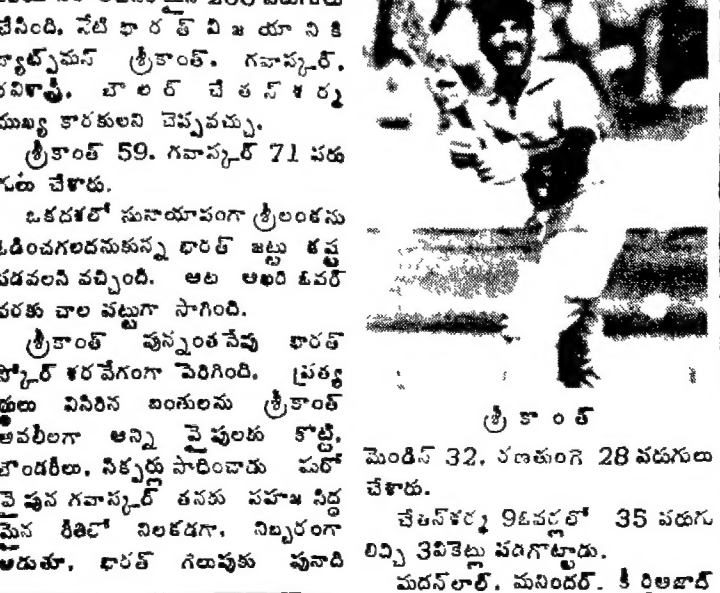 చేసింది. నేటి భారత్ విజయానికి
బ్యాట్స్‌మన్ శ్రీకాంత్. గవాస్కర్.
రవిశాస్త్రి. బౌలర్ చేతన్‌శర్మ
ముఖ్య కారకులని చెప్పవచ్చు.
శ్రీకాంత్ 59. గవాస్కర్ 71 పరు
గులు చేశారు.
ఒకదశలో సునాయాసంగా శ్రీలంకను
ఓడించగలదనుకున్న భారత్ జట్టు కష్ట
పడవలసి వచ్చింది. ఆట ఆఖరి ఓవర్
వరకు చాల పట్టుగా సాగింది.
శ్రీకాంత్ వున్నంతసేపు భారత్
స్కోర్ శరవేగంగా పెరిగింది. ప్రత్య
ర్థులు విసిరిన బంతులను శ్రీకాంత్
అవలీలగా అన్ని వైపులకు కొట్టి.
బౌండరీలు. సిక్సర్లు సాధించాడు మరో
వైపున గవాస్కర్ తనకు సహజసిద్ధ
మైన రీతిలో నిలకడగా. నిబ్బరంగా
ఆడుతూ. భారత్ గెలుపుకు పునాది
శ్రీకాంత్
మెండిస్ 32. రణతుంగె 28 పరుగులు
చేశారు.
చేతన్‌శర్మ 9ఓవర్లలో 35 పరుగు
లిచ్చి 3వికెట్లు పడగొట్టాడు.
మదన్‌లాల్. మనిందర్. కీర్తిఆజాద్